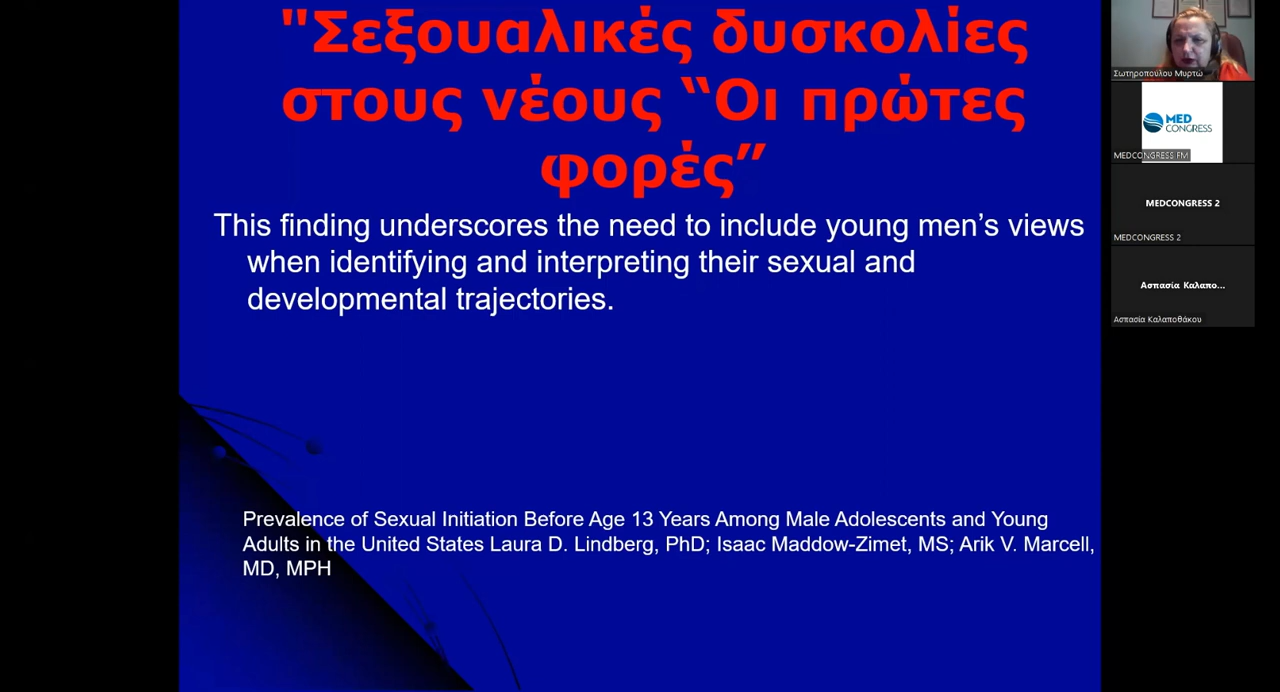 "Σεξουαλικές δυσκολίες
στους νέους “Οι πρώτες
φορές”
This finding underscores the need to include young men’s views
when identifying and interpreting their sexual and
developmental trajectories.
Prevalence of Sexual Initiation Before Age 13 Years Among Male Adolescents and Young
Adults in the United States Laura D. Lindberg, PhD; Isaac Maddow-Zimet, MS; Arik V. Marcell,
MD, MPH
Σωτηροπούλου Μυρτώ
MED
CONGRESS
MEDCONGRESS FM
MEDCONGRESS 2
MEDCONGRESS 2
Ασπασία Καλαπο...
Ασπασία Καλαποθάκου